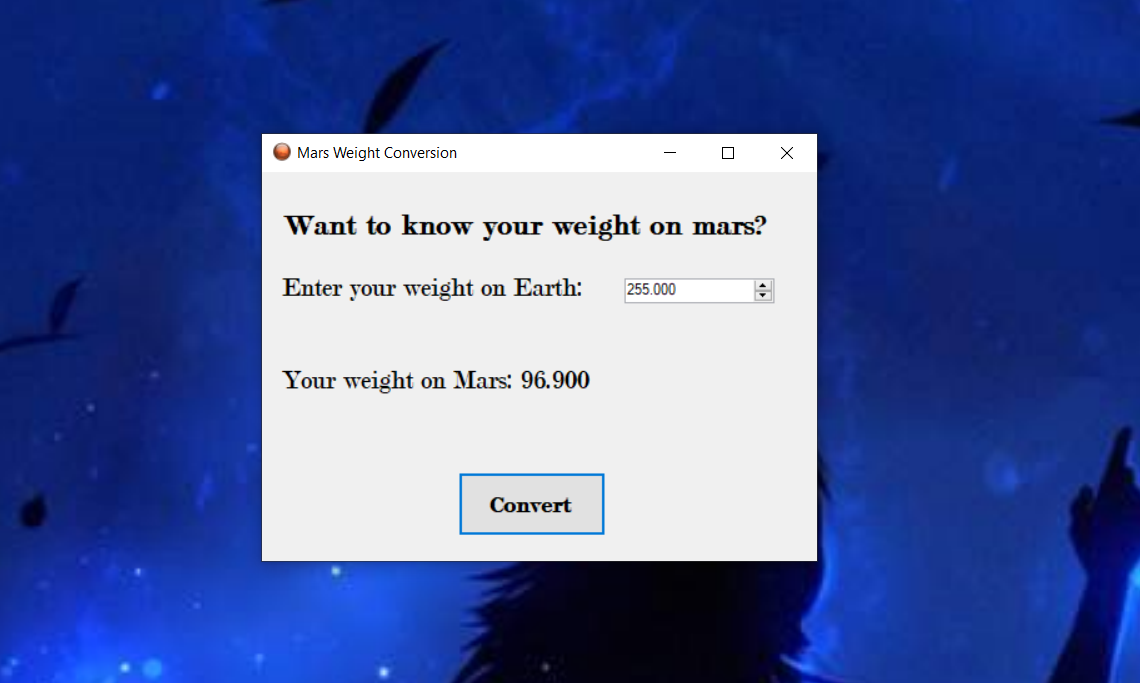 Mars Weight Conversion
Want to know your weight on mars?
Enter your weight on Earth: 255.000
Your weight on Mars: 96.900
Convert